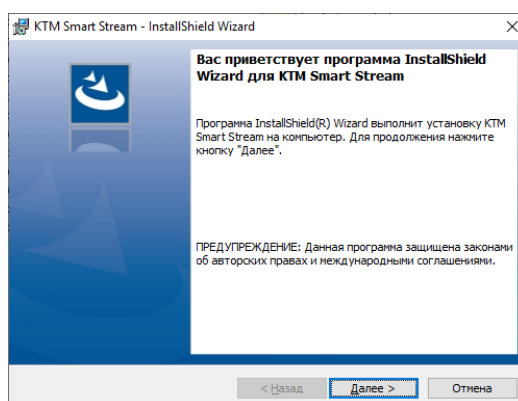 KTM Smart Stream - InstallShield Wizard
Вас приветствует программа InstallShield
Wizard для KTM Smart Stream
Программа InstallShield(R) Wizard выполнит установку KTM
Smart Stream на компьютер. Для продолжения нажмите
кнопку "Далее".
ПРЕДУПРЕЖДЕНИЕ: Данная программа защищена законами
об авторских правах и международными соглашениями.
< Назад Далее > Отмена